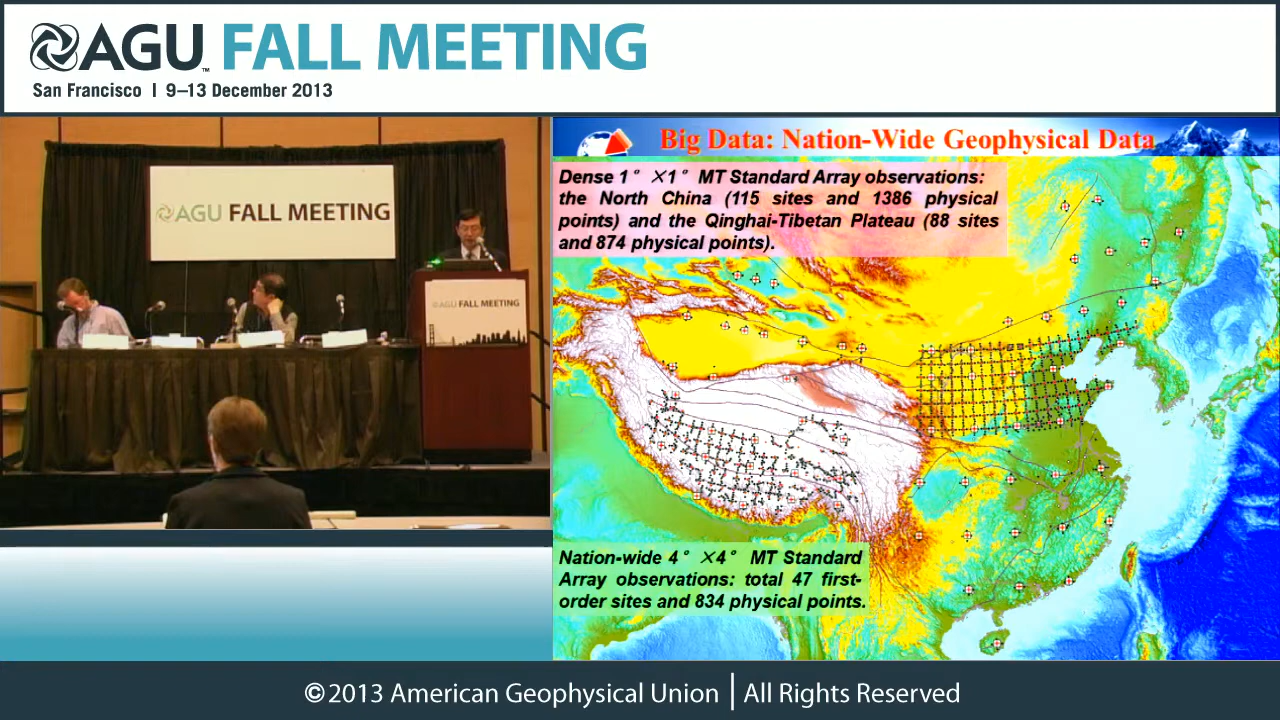 AGU FALL MEETING
San Francisco | 9–13 December 2013
AGU FALL MEETING
AGU FALL MEETING
Big Data: Nation-Wide Geophysical Data
Dense 1°×1° MT Standard Array observations:
the North China (115 sites and 1386 physical
points) and the Qinghai-Tibetan Plateau (88 sites
and 874 physical points).
Nation-wide 4°×4° MT Standard
Array observations: total 47 first-
order sites and 834 physical points.
©2013 American Geophysical Union | All Rights Reserved